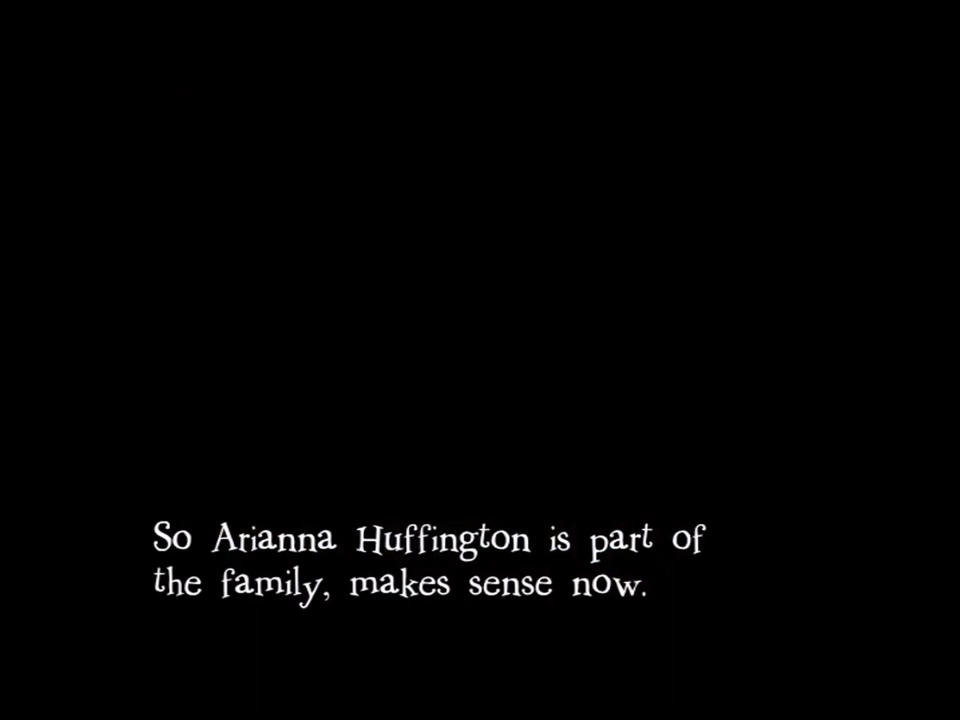 So Arianna Huffington is part of
the family, makes sense now.